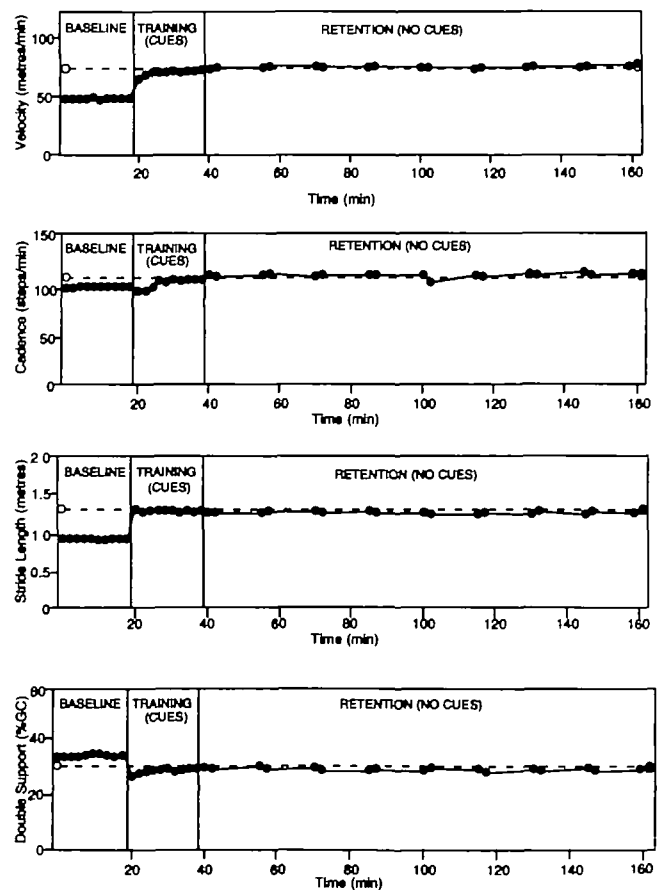 BASELINE TRAINING RETENTION (NO CUES)
(CUES)
100
50
0
Velocity (metres/min)
20 40 60 80 100 120 140 160
Time (min)
150
100
50
0
Cadence (steps/min)
BASELINE TRAINING RETENTION (NO CUES)
(CUES)
20 40 60 80 100 120 140 160
Time (min)
2 0
1.5
1 0
0.5
0
Stride Length (metres)
BASELINE TRAINING RETENTION (NO CUES)
(CUES)
20 40 60 80 100 120 140 160
Time (min)
60
40
20
0
Double Support (%GC)
BASELINE TRAINING RETENTION (NO CUES)
(CUES)
20 40 60 80 100 120 140 160
Time (min)